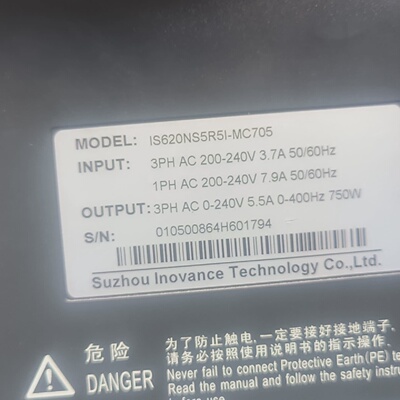 MODEL: IS620NS5R5I-MC705
INPUT: 3PH AC 200-240V 3.7A 50/60Hz
1PH AC 200-240V 7.9A 50/60Hz
OUTPUT: 3PH AC 0-240V 5.5A 0-400Hz 750W
S/N: 010500864H601794
Suzhou Inovance Technology Co.,Ltd.
危险
DANGER
为了防止触电,一定要接好接地端子,
请务必按照使用说明书的指示操作.
Never fail to connect Protective Earth(PE) te
Read the manual and follow the safety instr
before use.